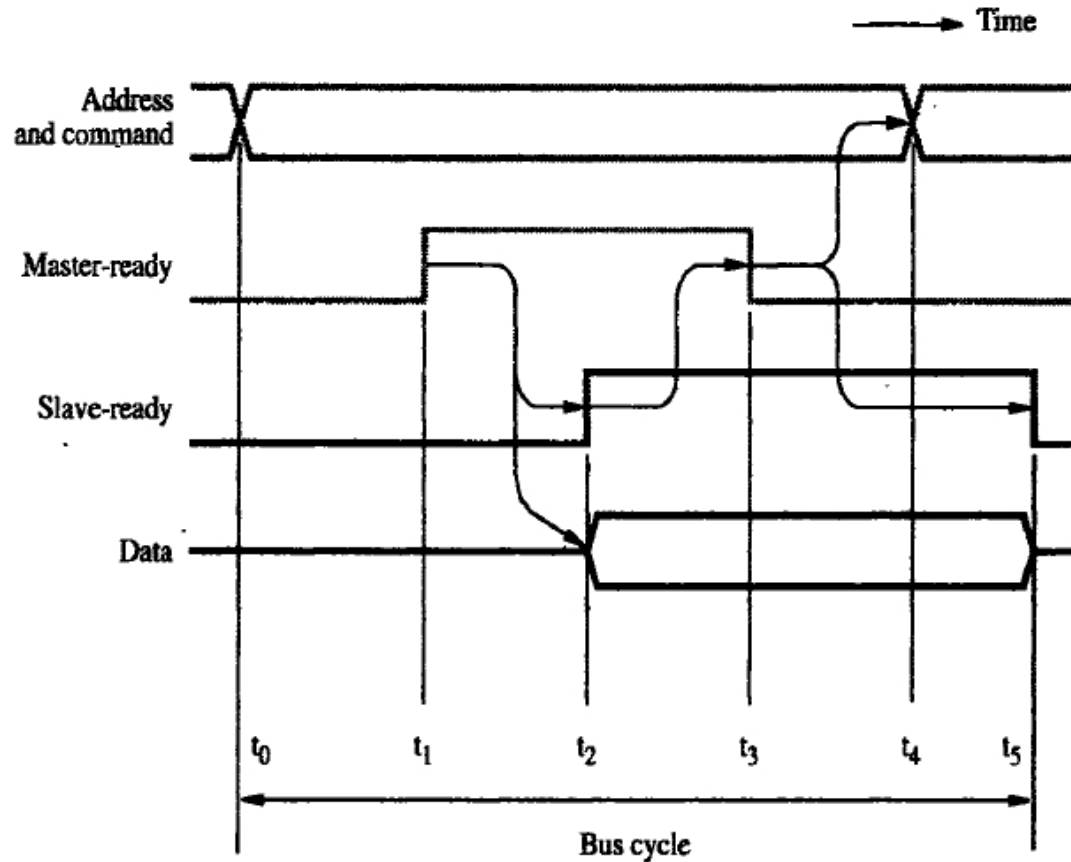 Time
Address
and command
Master-ready
Slave-ready
Data
t₀ t₁ t₂ t₃ t₄ t₅
Bus cycle